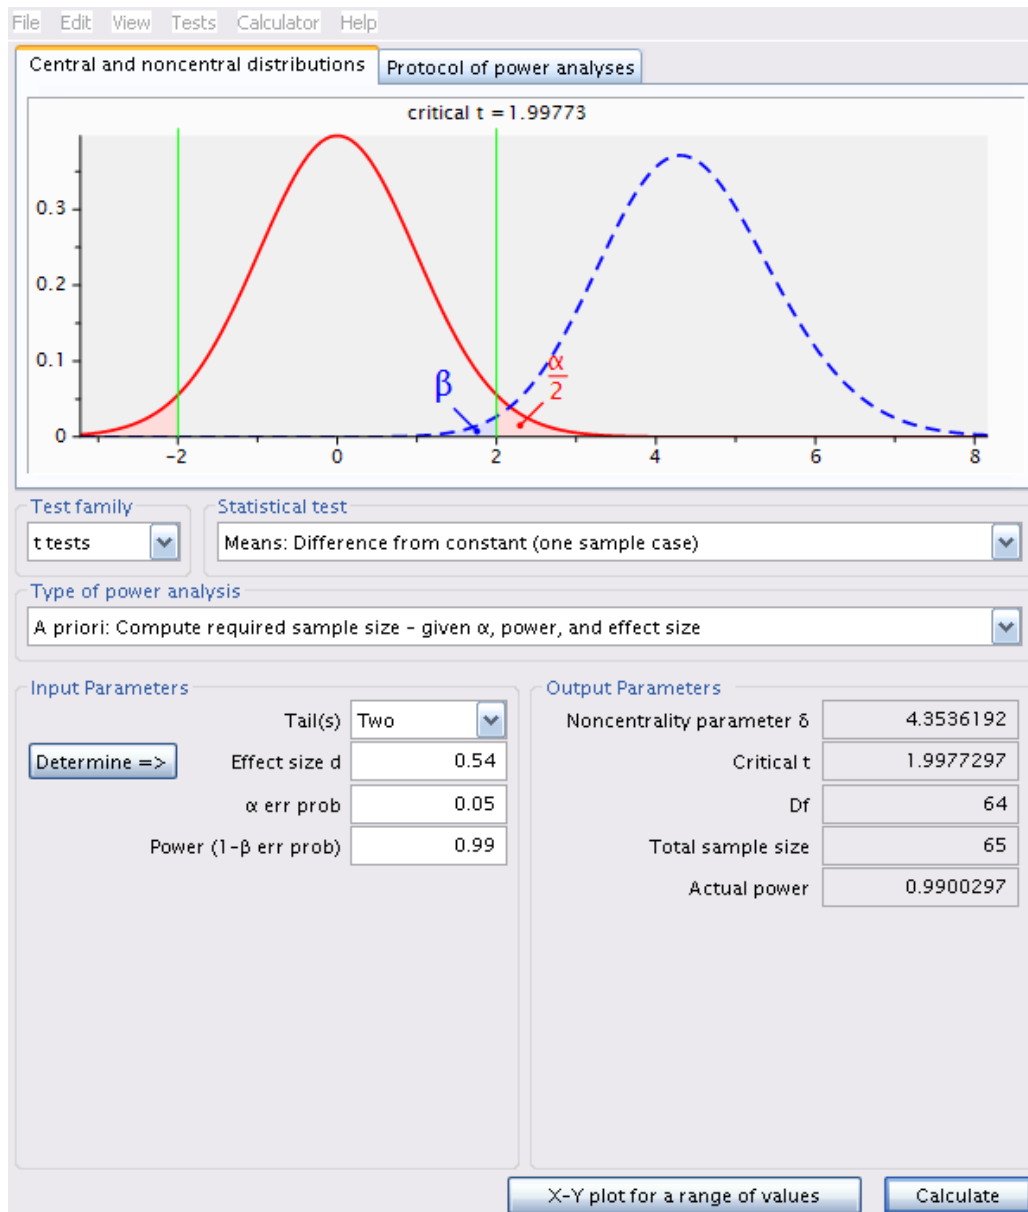 File Edit View Tests Calculator Help
Central and noncentral distributions Protocol of power analyses
critical t = 1.99773
0.3
0.2
0.1
0
β
α
2
-2 0 2 4 6 8
Test family Statistical test
t tests Means: Difference from constant (one sample case)
Type of power analysis
A priori: Compute required sample size - given α, power, and effect size
Input Parameters Output Parameters
Tail(s) Two Noncentrality parameter δ 4.3536192
Determine => Effect size d 0.54 Critical t 1.9977297
α err prob 0.05 Df 64
Power (1-β err prob) 0.99 Total sample size 65
Actual power 0.9900297
X-Y plot for a range of values Calculate